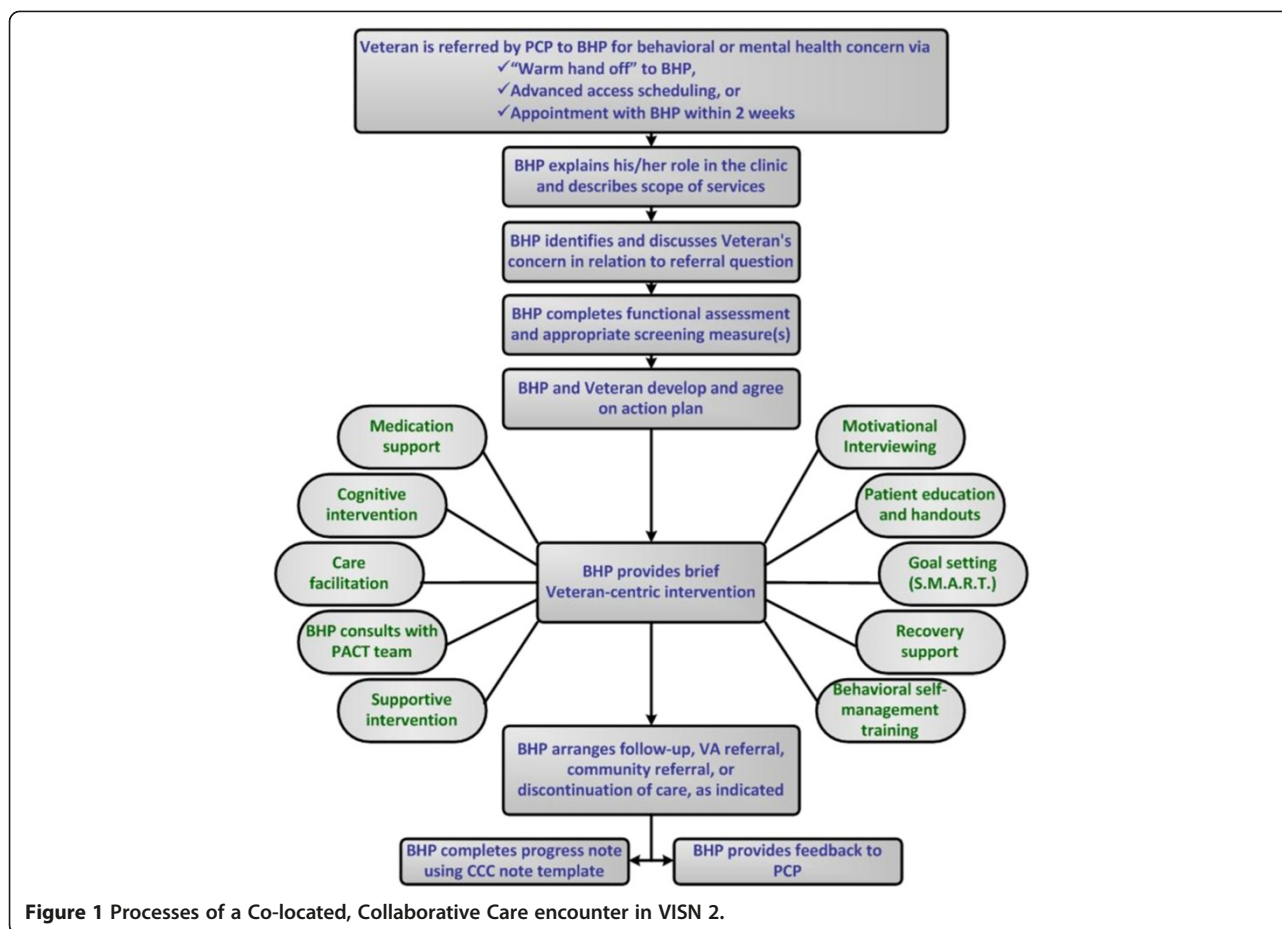 Veteran is referred by PCP to BHP for behavioral or mental health concern via
✓"Warm hand off" to BHP,
✓Advanced access scheduling, or
✓Appointment with BHP within 2 weeks
BHP explains his/her role in the clinic
and describes scope of services
BHP identifies and discusses Veteran's
concern in relation to referral question
BHP completes functional assessment
and appropriate screening measure(s)
BHP and Veteran develop and agree
on action plan
Medication
support
Cognitive
intervention
Care
facilitation
BHP consults with
PACT team
Supportive
intervention
BHP provides brief
Veteran-centric intervention
Motivational
Interviewing
Patient education
and handouts
Goal setting
(S.M.A.R.T.)
Recovery
support
Behavioral self-
management
training
BHP arranges follow-up, VA referral,
community referral, or
discontinuation of care, as indicated
BHP completes progress note
using CCC note template
BHP provides feedback to
PCP
Figure 1 Processes of a Co-located, Collaborative Care encounter in VISN 2.